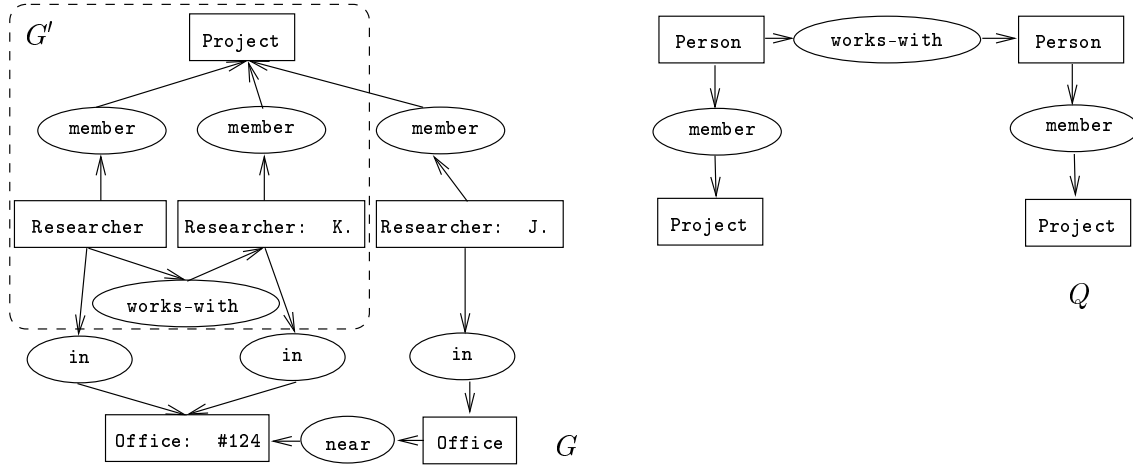 G′
Project
member
member
member
Researcher
Researcher: K.
Researcher: J.
works-with
in
in
in
Office: #124
near
Office
G
Person
works-with
Person
member
member
Project
Project
Q